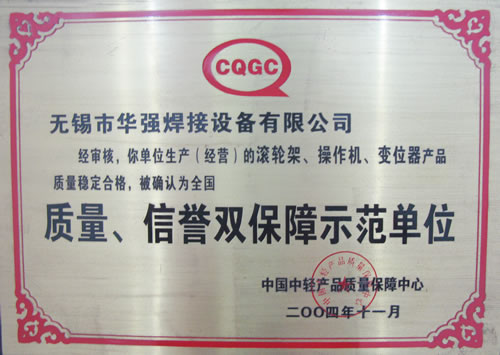 CQGC
无锡市华强焊接设备有限公司
经审核，你单位生产（经营）的滚轮架、操作机、变位器产品
质量稳定合格，被确认为全国
质量、信誉双保障示范单位
中国中轻产品质量保障中心
二〇〇四年十一月